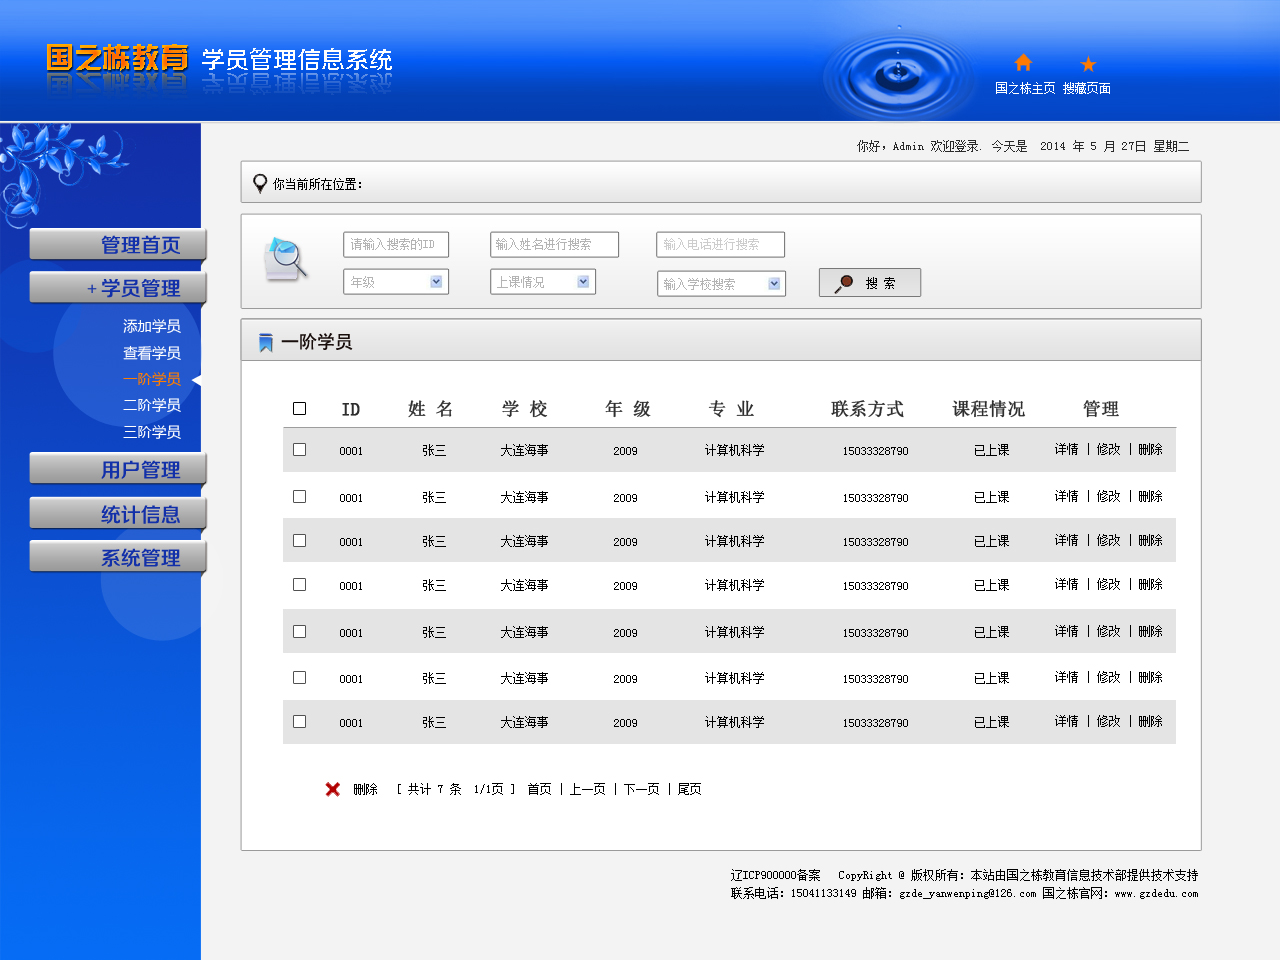 国之栋教育 学员管理信息系统
国之栋主页 搜藏页面
你好，Admin 欢迎登录. 今天是 2014 年 5 月 27日 星期二
你当前所在位置：
管理首页
+ 学员管理
添加学员
查看学员
一阶学员
二阶学员
三阶学员
用户管理
统计信息
系统管理
请输入搜索的ID 输入姓名进行搜索 输入电话进行搜索
年级 上课情况 输入学校搜索 搜 索
一阶学员
ID 姓 名 学 校 年 级 专 业 联系方式 课程情况 管理
0001 张三 大连海事 2009 计算机科学 15033328790 已上课 详情 | 修改 | 删除
0001 张三 大连海事 2009 计算机科学 15033328790 已上课 详情 | 修改 | 删除
0001 张三 大连海事 2009 计算机科学 15033328790 已上课 详情 | 修改 | 删除
0001 张三 大连海事 2009 计算机科学 15033328790 已上课 详情 | 修改 | 删除
0001 张三 大连海事 2009 计算机科学 15033328790 已上课 详情 | 修改 | 删除
0001 张三 大连海事 2009 计算机科学 15033328790 已上课 详情 | 修改 | 删除
0001 张三 大连海事 2009 计算机科学 15033328790 已上课 详情 | 修改 | 删除
删除 [ 共计 7 条 1/1页 ] 首页 | 上一页 | 下一页 | 尾页
辽ICP900000备案 CopyRight @ 版权所有：本站由国之栋教育信息技术部提供技术支持
联系电话：15041133149 邮箱：gzde_yanwenping@126.com 国之栋官网：www.gzdedu.com